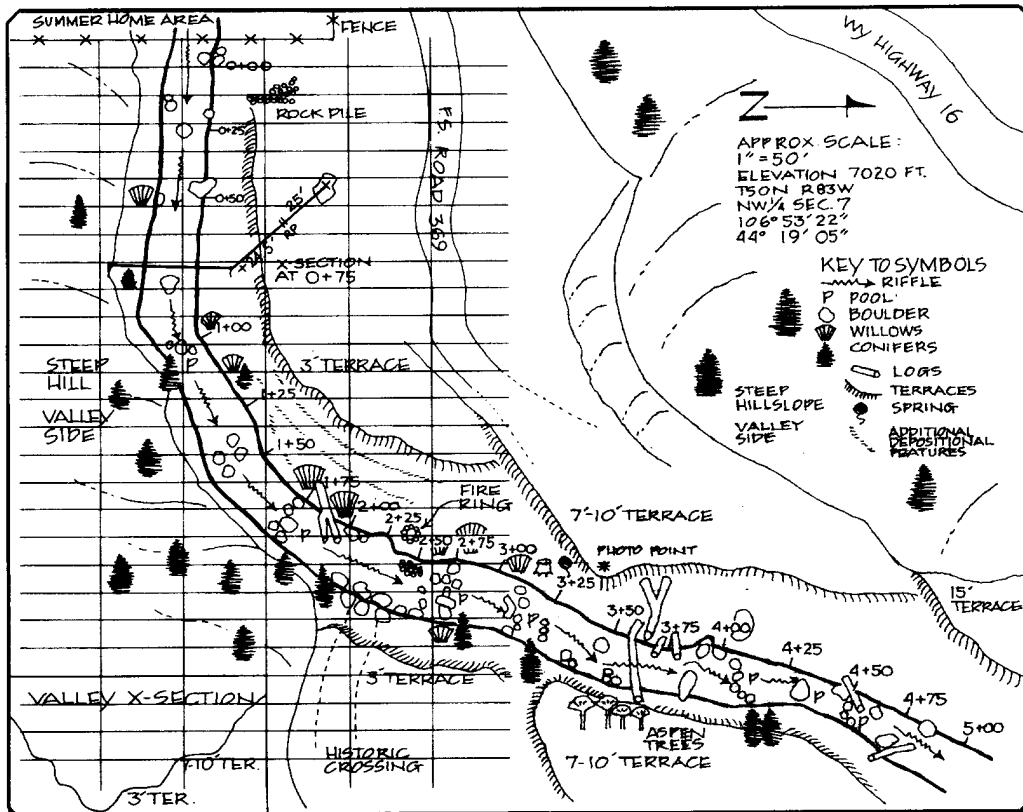 SUMMER HOME AREA
FENCE
0+00
ROCK PILE
0+25
0+50
F.S. ROAD 369
WY HIGHWAY 16
N
APPROX. SCALE:
1" = 50'
ELEVATION 7020 FT.
T50N R83W
NW¼ SEC. 7
106° 53' 22"
44° 19' 05"
KEY TO SYMBOLS
RIFFLE
P POOL
BOULDER
WILLOWS
CONIFERS
LOGS
TERRACES
SPRING
ADDITIONAL
DEPOSITIONAL
FEATURES
25'
RP
X-SECTION
AT 0+75
1+00
P
STEEP
HILL
VALLEY
SIDE
3' TERRACE
1+25
1+50
STEEP
HILLSLOPE
VALLEY
SIDE
1+75
2+00
P
2+25
FIRE
RING
2+50
2+75
P
3+00
3+25
P
7'-10' TERRACE
PHOTO POINT
15'
TERRACE
3+50
3+75
4+00
P
4+25
P
4+50
P
4+75
5+00
3' TERRACE
ASPEN
TREES
7-10' TERRACE
HISTORIC
CROSSING
VALLEY X-SECTION
7-10' TER.
3' TER.